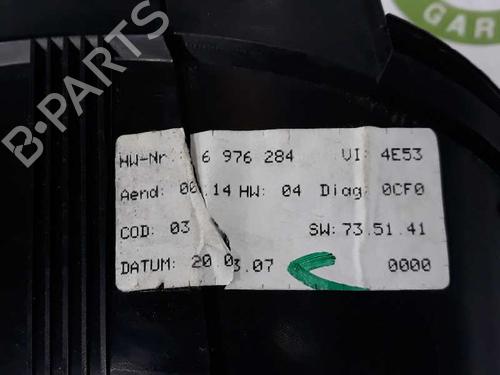 B-PARTS
GAR
HW-Nr. 6 976 284 VI: 4E53
Aend: 00.14 HW: 04 Diag: 0CF0
COD: 03 SW: 73.51.41
DATUM: 20.03.07 0000